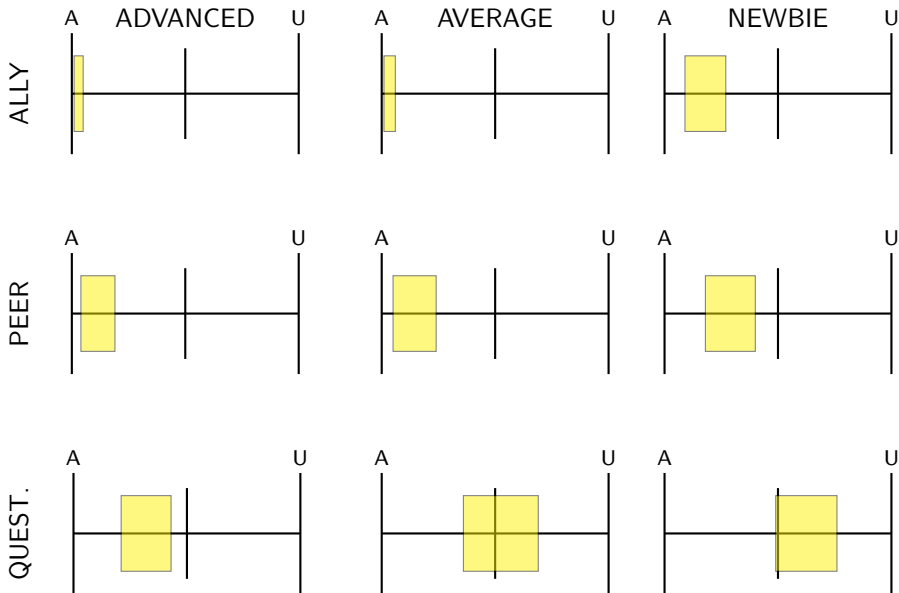 A ADVANCED U A AVERAGE U A NEWBIE U
ALLY
A U A U A U
PEER
A U A U A U
QUEST.